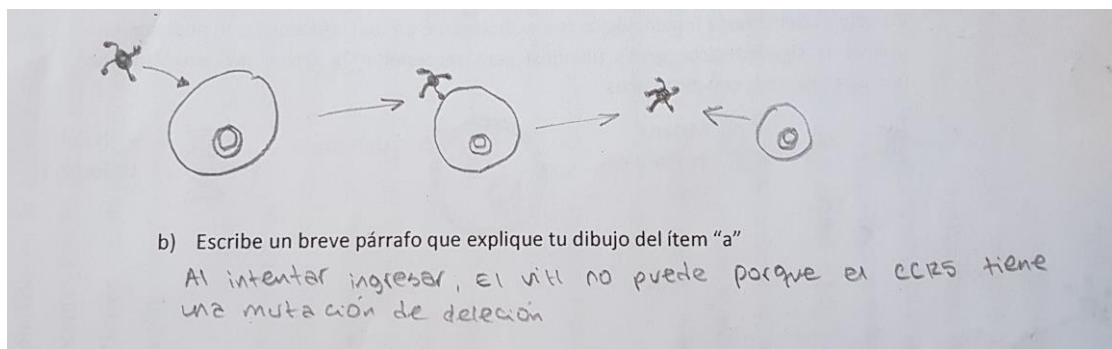 b) Escribe un breve párrafo que explique tu dibujo del ítem “a”
Al intentar ingresar, El VIH no puede porque el CCR5 tiene
una mutación de deleción